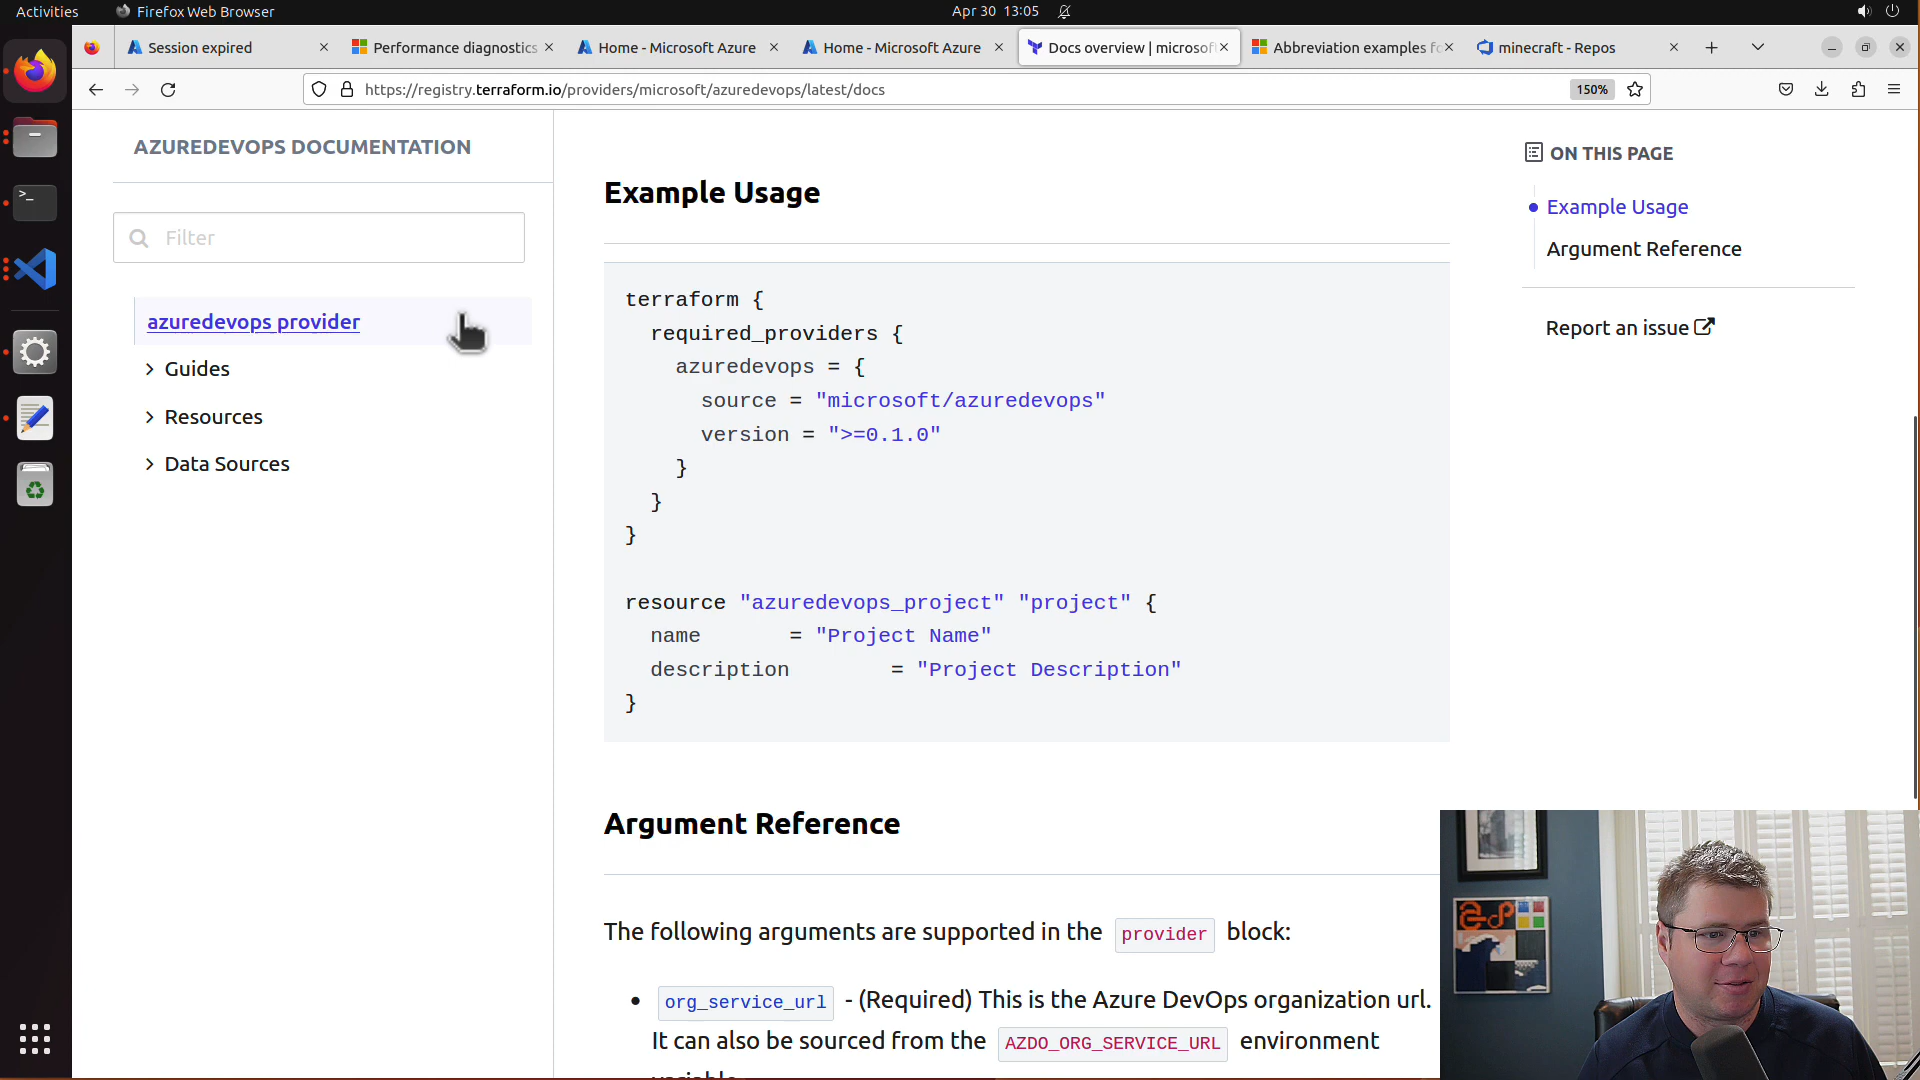 Activities
Firefox Web Browser
Apr 30 13:05
Session expired
Performance diagnostics
Home - Microsoft Azure
Home - Microsoft Azure
Docs overview | microsof
Abbreviation examples fo
minecraft - Repos
https://registry.terraform.io/providers/microsoft/azuredevops/latest/docs
150%
AZUREDEVOPS DOCUMENTATION
Filter
azuredevops provider
Guides
Resources
Data Sources
Example Usage
terraform {
required_providers {
azuredevops = {
source = "microsoft/azuredevops"
version = ">=0.1.0"
}
}
}
resource "azuredevops_project" "project" {
name = "Project Name"
description = "Project Description"
}
Argument Reference
The following arguments are supported in the provider block:
• org_service_url - (Required) This is the Azure DevOps organization url.
It can also be sourced from the AZDO_ORG_SERVICE_URL environment
ON THIS PAGE
Example Usage
Argument Reference
Report an issue